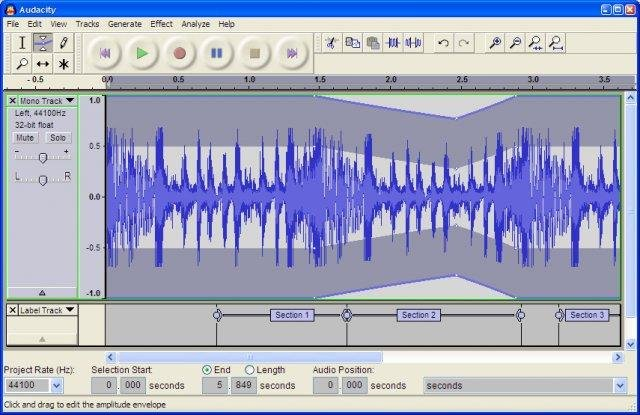 Audacity
File Edit View Tracks Generate Effect Analyze Help
- 0.5 0.0 0.5 1.0 1.5 2.0 2.5 3.0 3.5
Mono Track
Left, 44100Hz
32-bit float
Mute Solo
- +
L R
1.0
0.5
0.0
-0.5
-1.0
Label Track
Section 1 Section 2 Section 3
Project Rate (Hz): Selection Start: End Length Audio Position:
44100 0 . 000 seconds 5 . 849 seconds 0 . 000 seconds seconds
Click and drag to edit the amplitude envelope